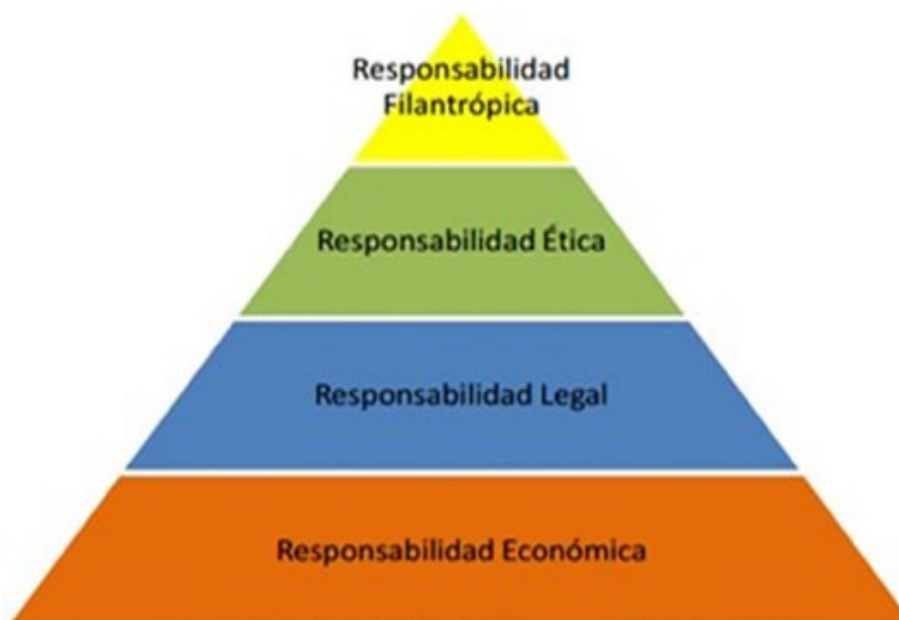 Responsabilidad
Filantrópica
Responsabilidad Ética
Responsabilidad Legal
Responsabilidad Económica